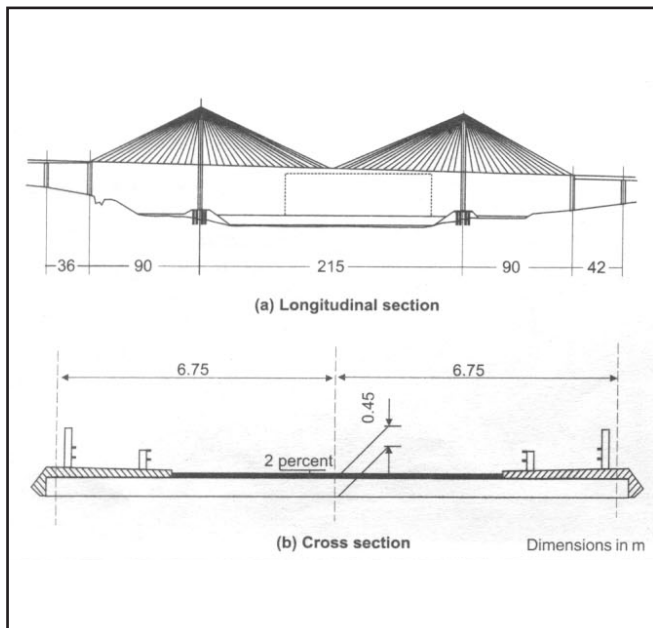 36 90 215 90 42
(a) Longitudinal section
6.75 6.75
0.45
2 percent
(b) Cross section
Dimensions in m